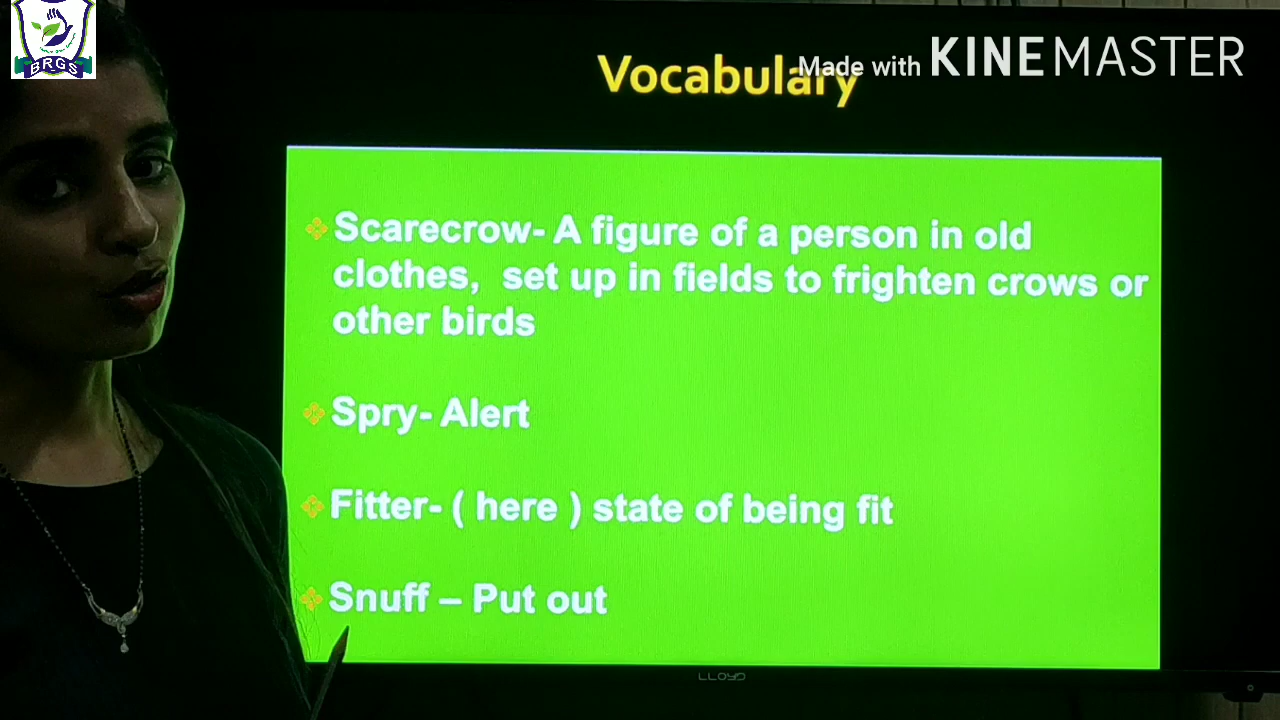 BRGS
Vocabulary
Made with KINEMASTER
Scarecrow- A figure of a person in old
clothes, set up in fields to frighten crows or
other birds
Spry- Alert
Fitter- ( here ) state of being fit
Snuff – Put out
LLOYD